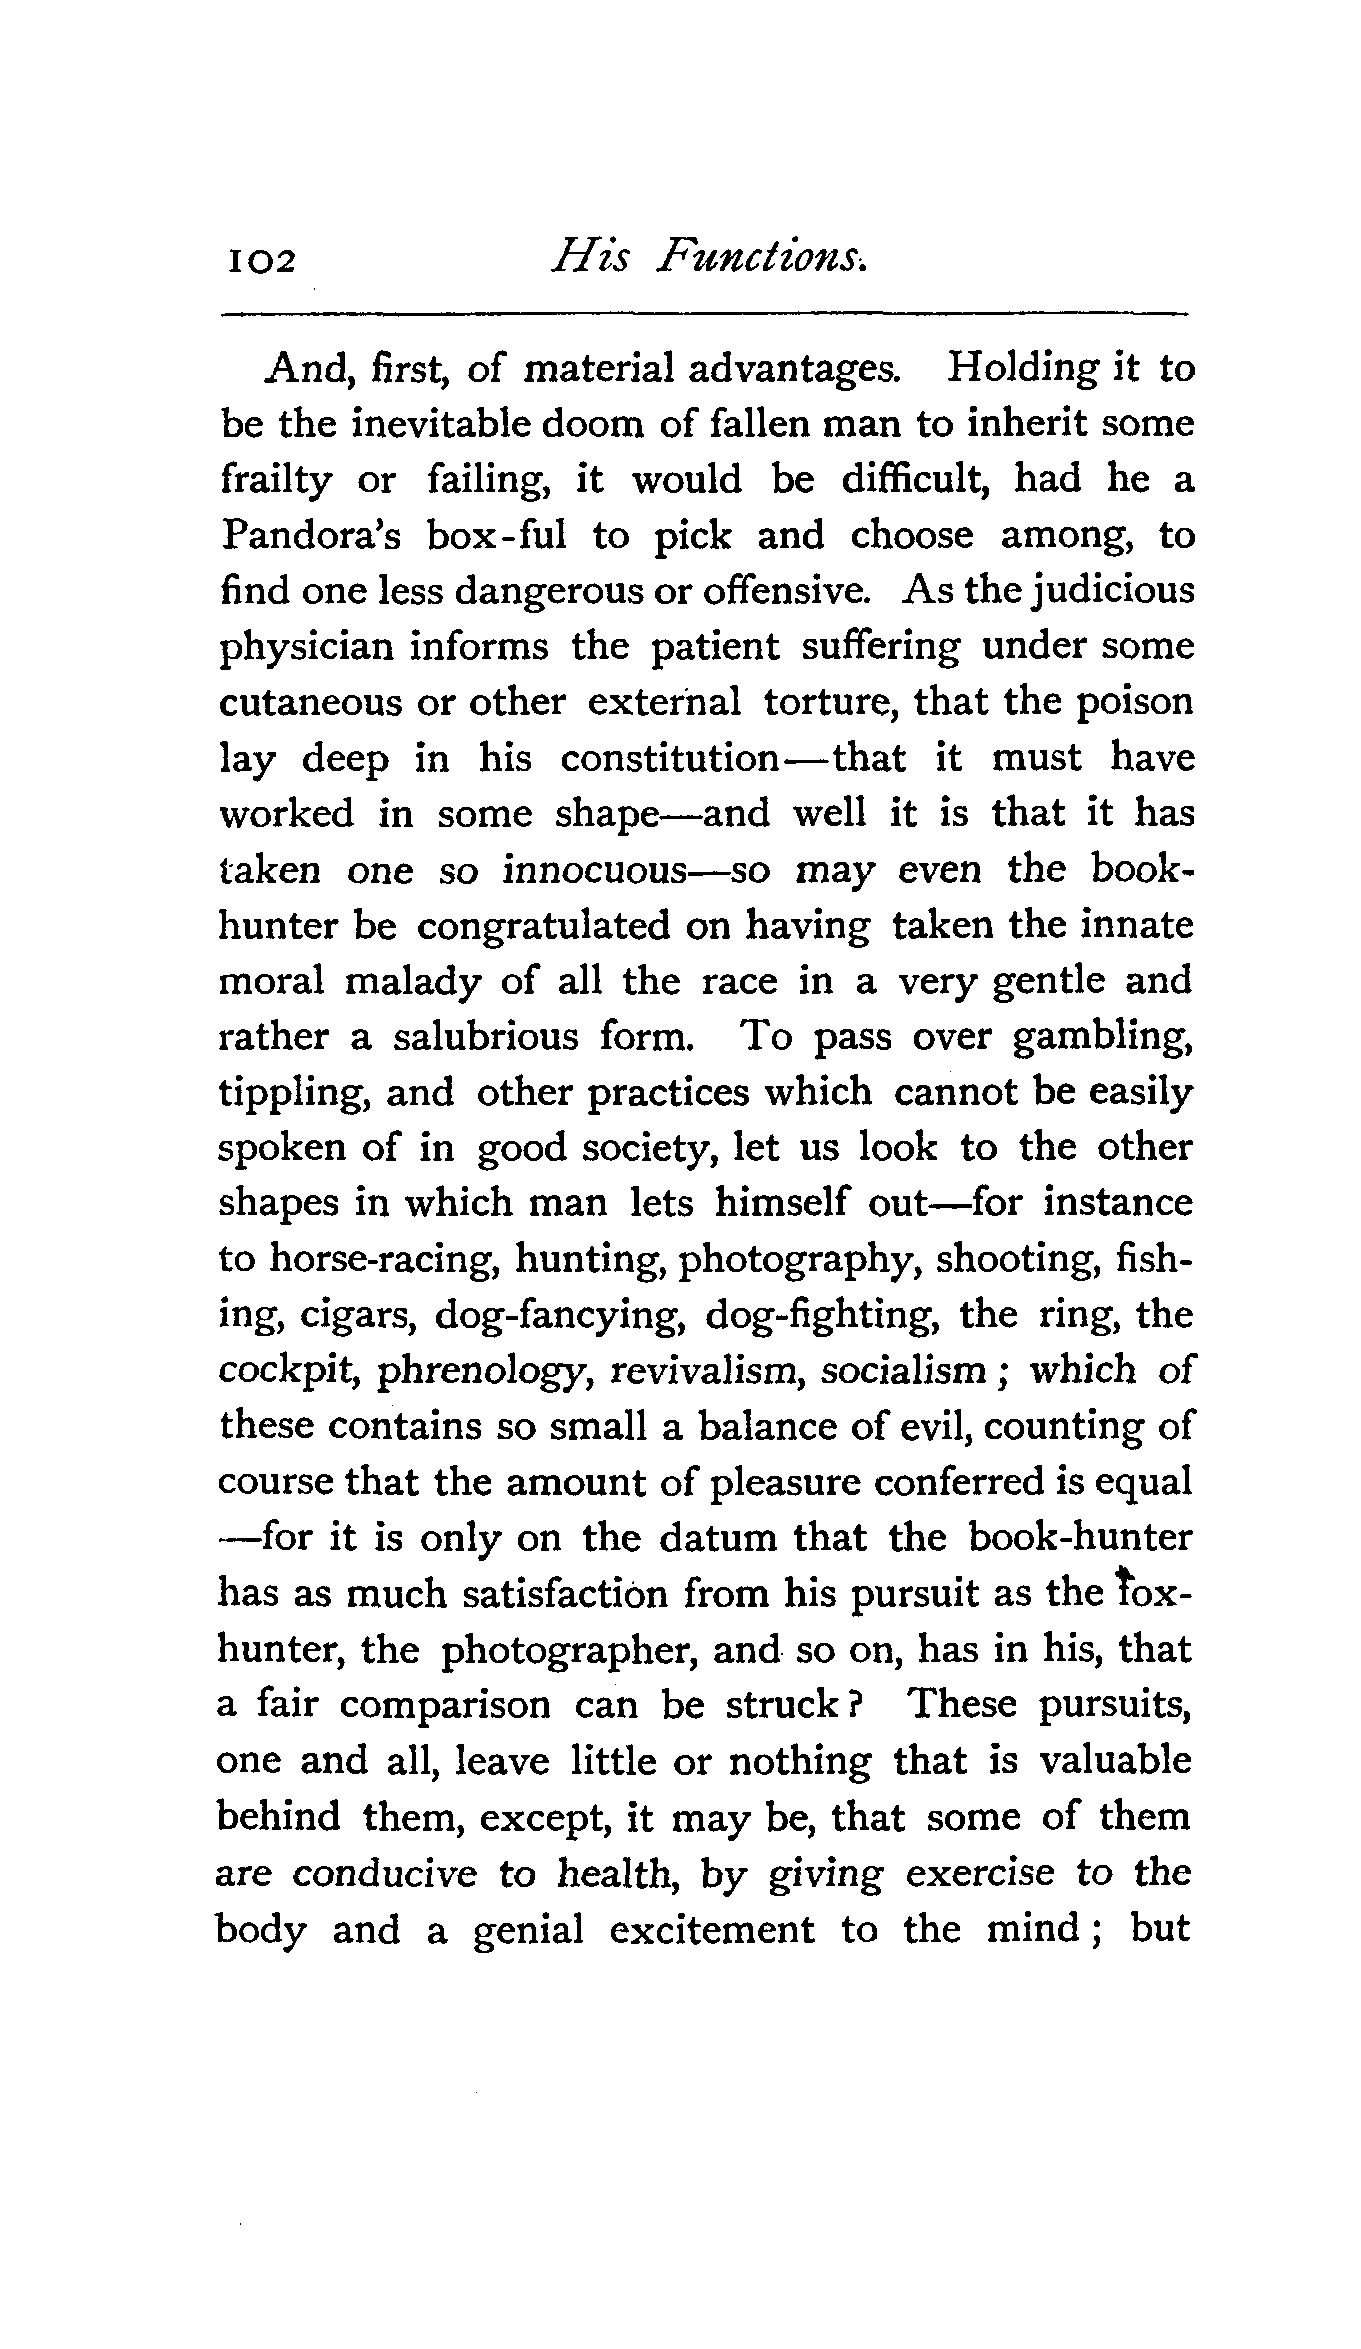 102 His Functions.
And, first, of material advantages. Holding it to
be the inevitable doom of fallen man to inherit some
frailty or failing, it would be difficult, had he a
Pandora's box-ful to pick and choose among, to
find one less dangerous or offensive. As the judicious
physician informs the patient suffering under some
cutaneous or other external torture, that the poison
lay deep in his constitution—that it must have
worked in some shape—and well it is that it has
taken one so innocuous—so may even the book-
hunter be congratulated on having taken the innate
moral malady of all the race in a very gentle and
rather a salubrious form. To pass over gambling,
tippling, and other practices which cannot be easily
spoken of in good society, let us look to the other
shapes in which man lets himself out—for instance
to horse-racing, hunting, photography, shooting, fish-
ing, cigars, dog-fancying, dog-fighting, the ring, the
cockpit, phrenology, revivalism, socialism ; which of
these contains so small a balance of evil, counting of
course that the amount of pleasure conferred is equal
—for it is only on the datum that the book-hunter
has as much satisfaction from his pursuit as the fox-
hunter, the photographer, and so on, has in his, that
a fair comparison can be struck ? These pursuits,
one and all, leave little or nothing that is valuable
behind them, except, it may be, that some of them
are conducive to health, by giving exercise to the
body and a genial excitement to the mind ; but